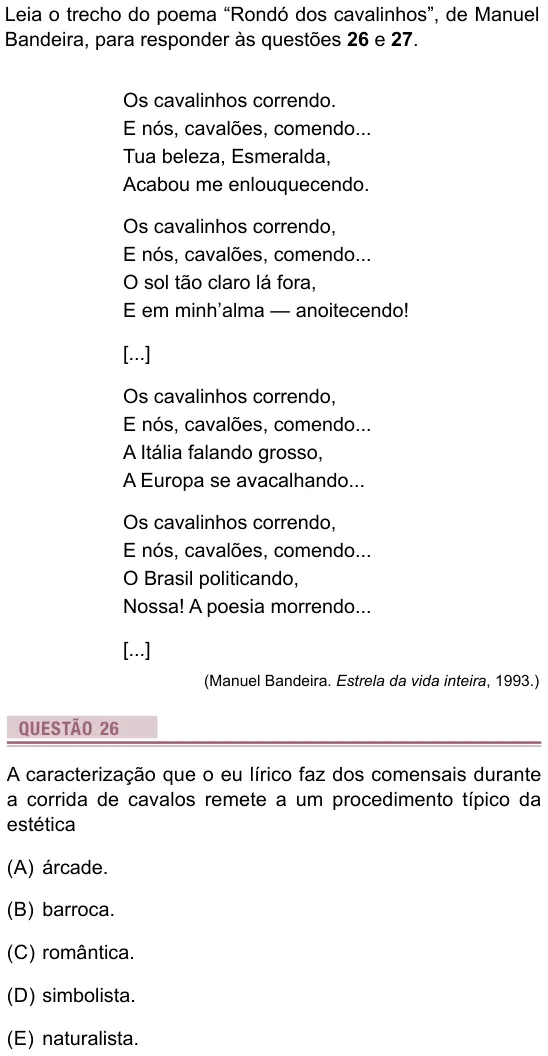 Leia o trecho do poema “Rondó dos cavalinhos”, de Manuel
Bandeira, para responder às questões 26 e 27.
Os cavalinhos correndo.
E nós, cavalões, comendo...
Tua beleza, Esmeralda,
Acabou me enlouquecendo.
Os cavalinhos correndo,
E nós, cavalões, comendo...
O sol tão claro lá fora,
E em minh’alma — anoitecendo!
[...]
Os cavalinhos correndo,
E nós, cavalões, comendo...
A Itália falando grosso,
A Europa se avacalhando...
Os cavalinhos correndo,
E nós, cavalões, comendo...
O Brasil politicando,
Nossa! A poesia morrendo...
[...]
(Manuel Bandeira. Estrela da vida inteira, 1993.)
QUESTÃO 26
A caracterização que o eu lírico faz dos comensais durante
a corrida de cavalos remete a um procedimento típico da
estética
(A) árcade.
(B) barroca.
(C) romântica.
(D) simbolista.
(E) naturalista.